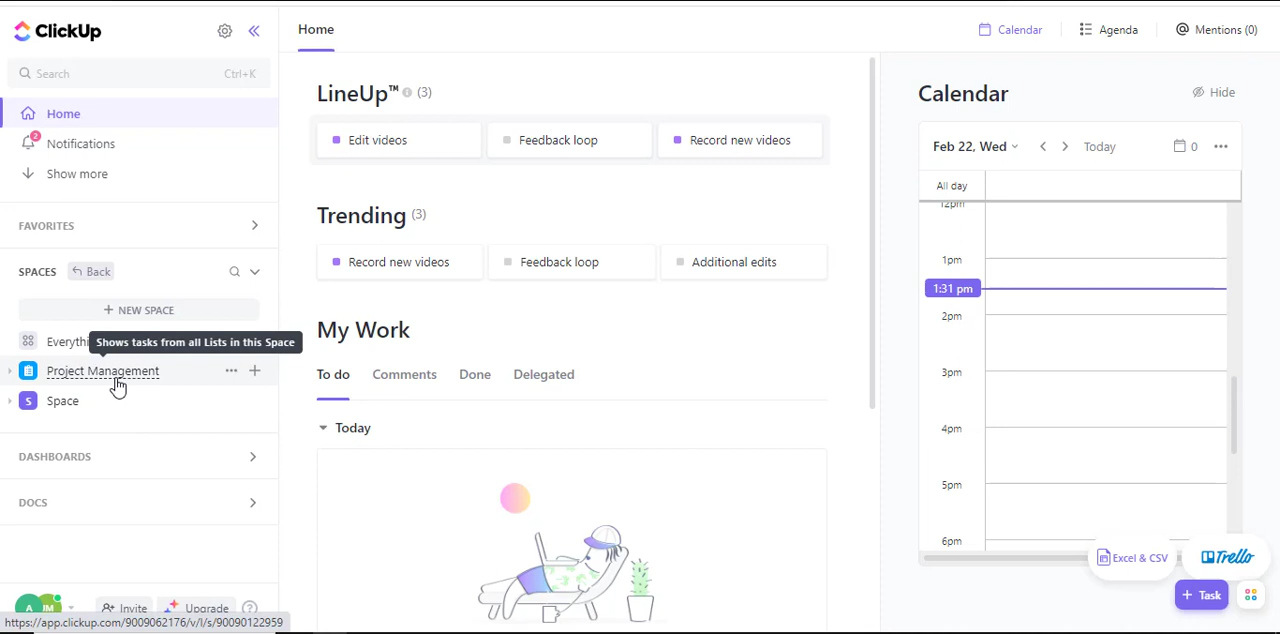 ClickUp
Search Ctrl+K
Home
2
Notifications
Show more
FAVORITES
SPACES Back
+ NEW SPACE
Everythi
Shows tasks from all Lists in this Space
Project Management
S Space
DASHBOARDS
DOCS
A JM Invite Upgrade ?
https://app.clickup.com/9009062176/v/l/s/90090122959
Home
LineUp™ (3)
Edit videos
Feedback loop
Record new videos
Trending (3)
Record new videos
Feedback loop
Additional edits
My Work
To do Comments Done Delegated
Today
Calendar Agenda @ Mentions (0)
Calendar Hide
Feb 22, Wed Today 0
All day
12pm
1pm
1:31 pm
2pm
3pm
4pm
5pm
6pm
Excel & CSV
Trello
+ Task